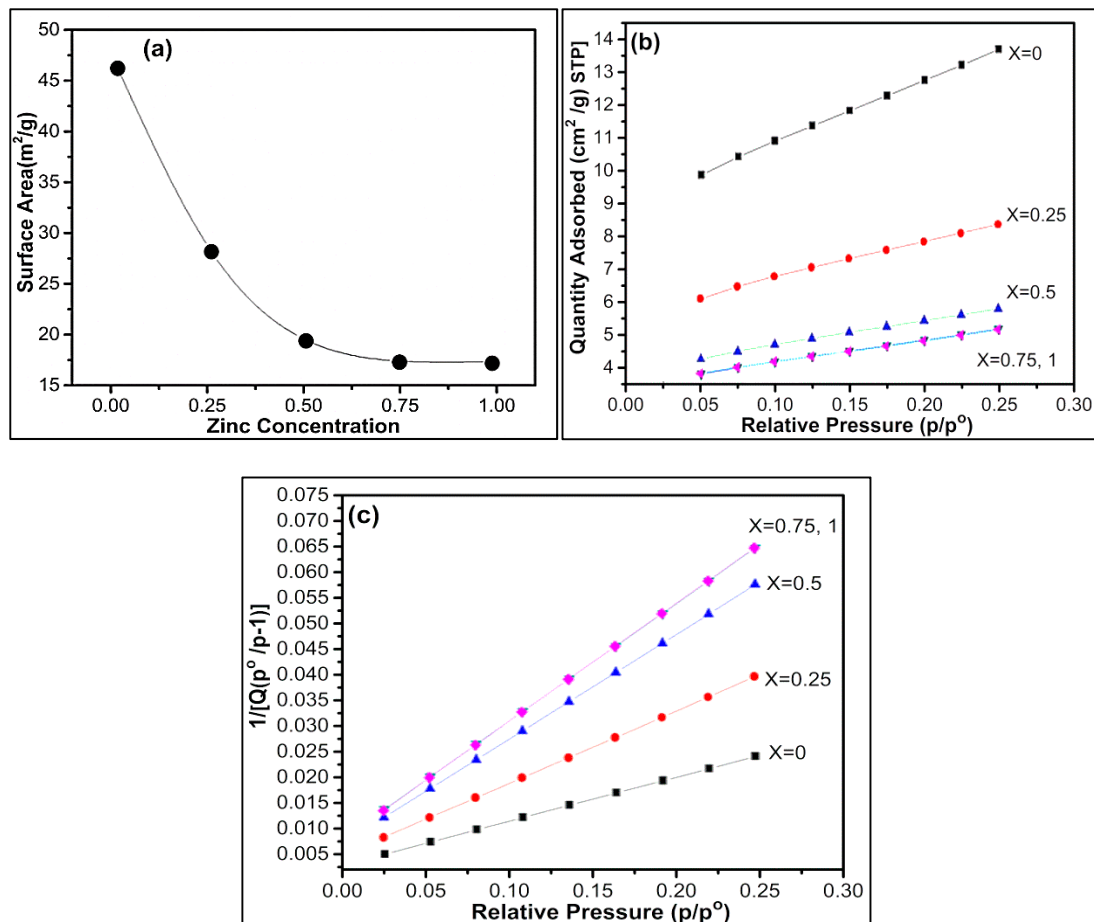 (a)
Surface Area(m²/g)
50
45
40
35
30
25
20
15
0.00 0.25 0.50 0.75 1.00
Zinc Concentration
(b)
Quantity Adsorbed (cm² /g) STP]
14
13
12
11
10
9
8
7
6
5
4
X=0
X=0.25
X=0.5
X=0.75, 1
0.00 0.05 0.10 0.15 0.20 0.25 0.30
Relative Pressure (p/pº)
(c)
1/[Q(pº /p-1)]
0.075
0.070
0.065
0.060
0.055
0.050
0.045
0.040
0.035
0.030
0.025
0.020
0.015
0.010
0.005
X=0.75, 1
X=0.5
X=0.25
X=0
0.00 0.05 0.10 0.15 0.20 0.25 0.30
Relative Pressure (p/pº)